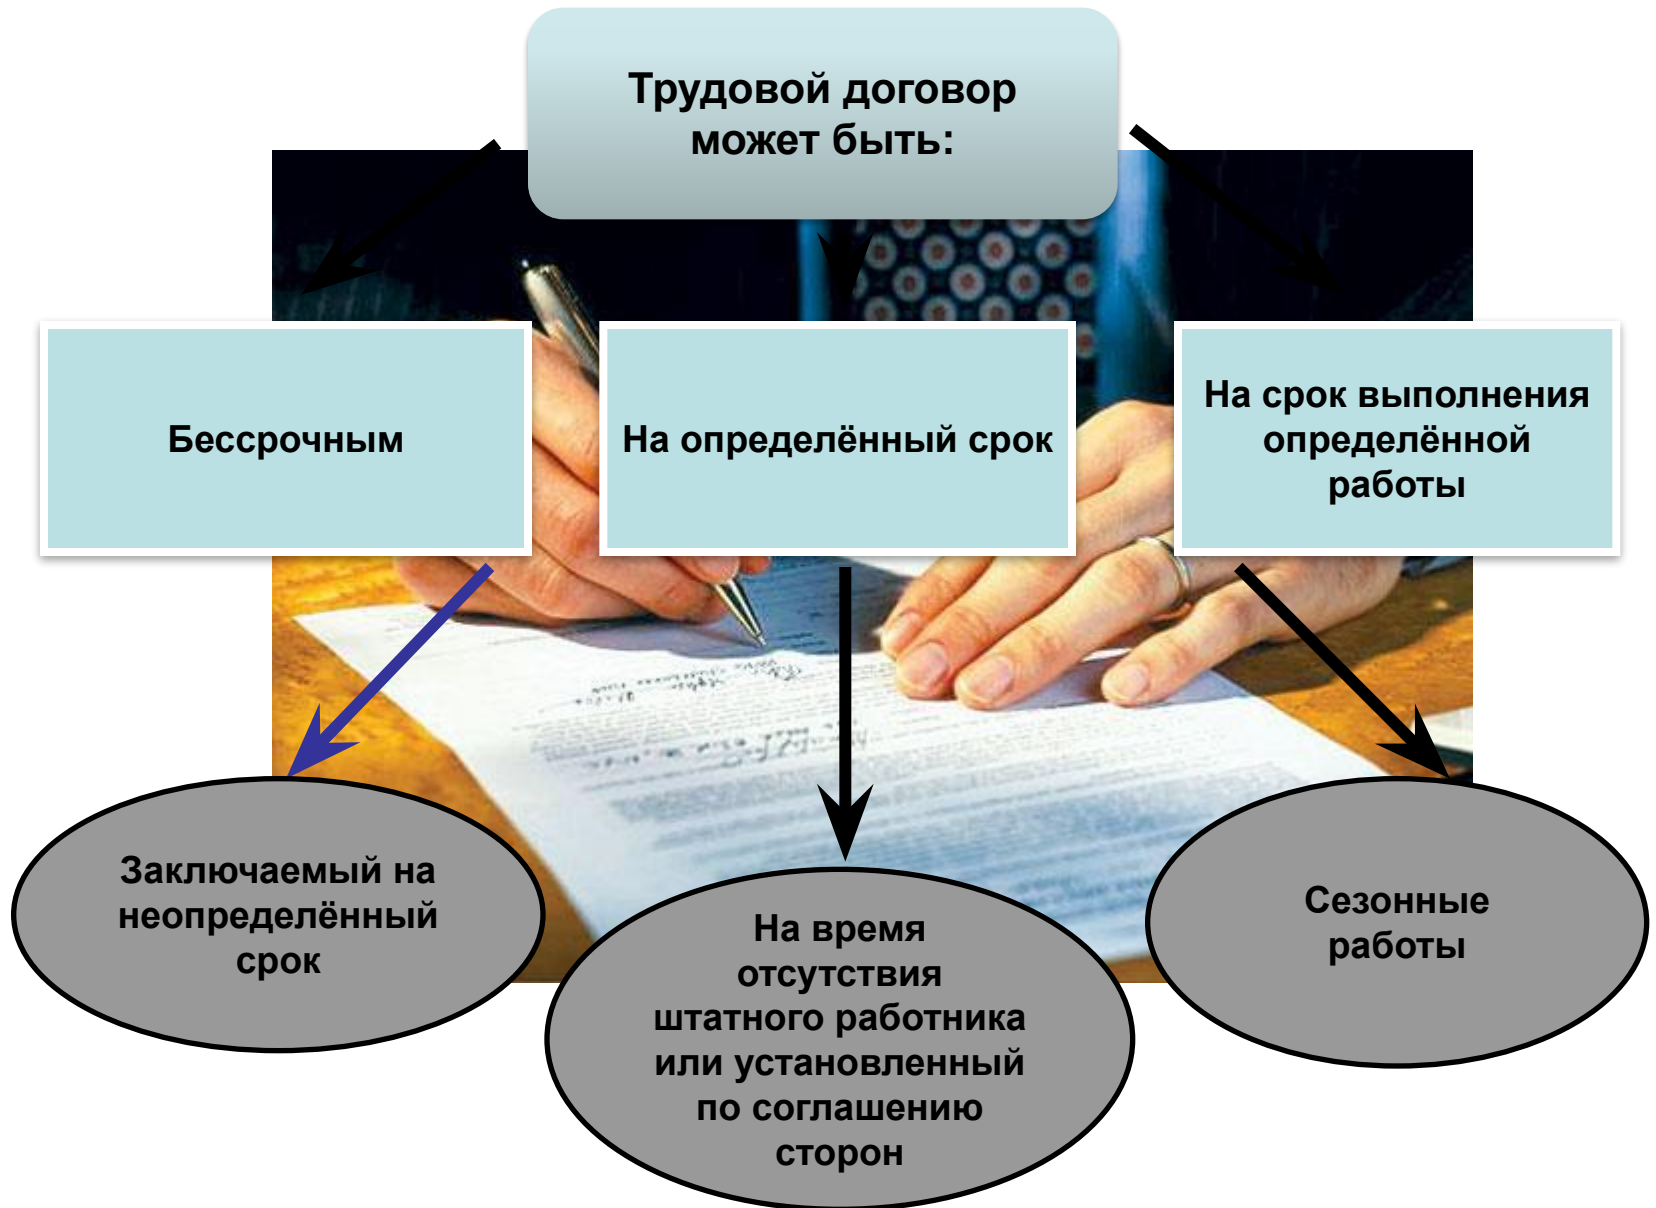 Трудовой договор
может быть:
Бессрочным
На определённый срок
На срок выполнения
определённой
работы
Заключаемый на
неопределённый
срок
На время
отсутствия
штатного работника
или установленный
по соглашению
сторон
Сезонные
работы